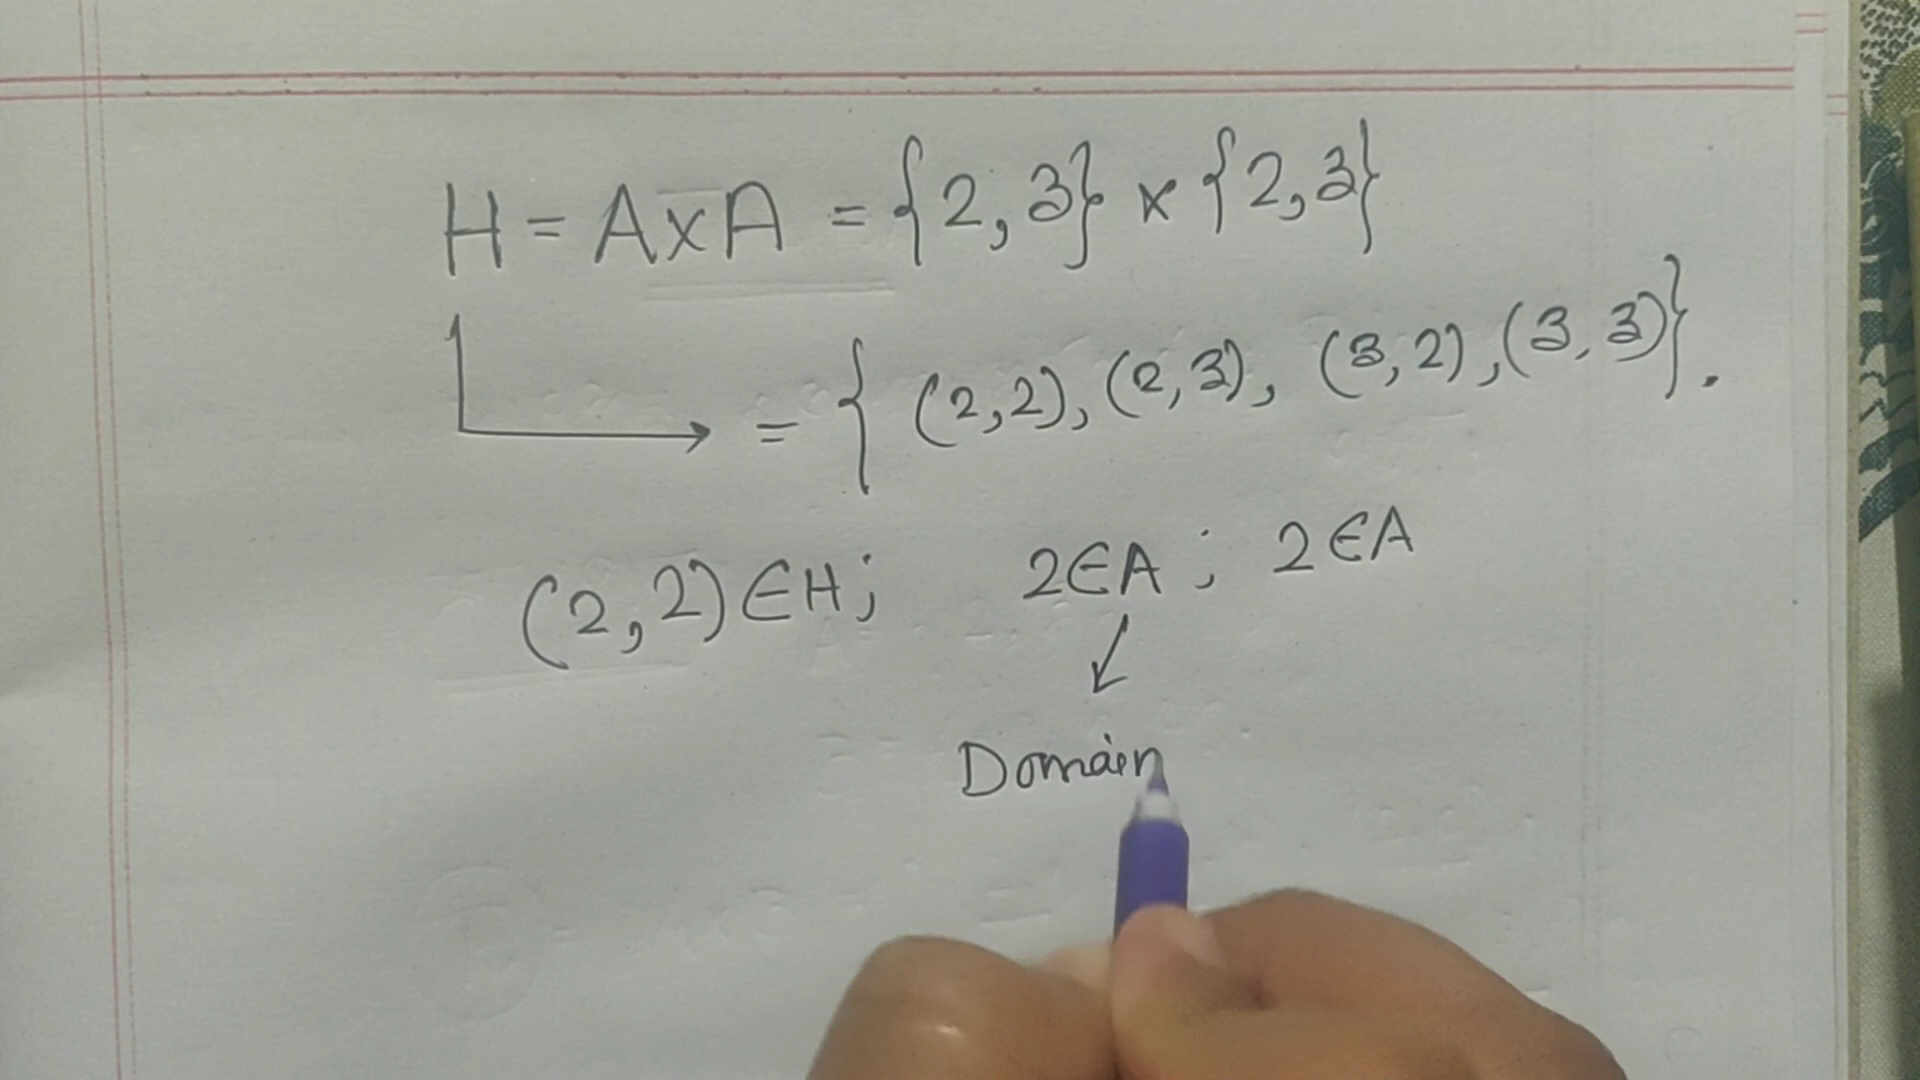 H = A x A = {2, 3} x {2, 3}
= { (2,2), (2,3), (3,2), (3,3)}.
(2,2) ∈ H; 2 ∈ A ; 2 ∈ A
Domain